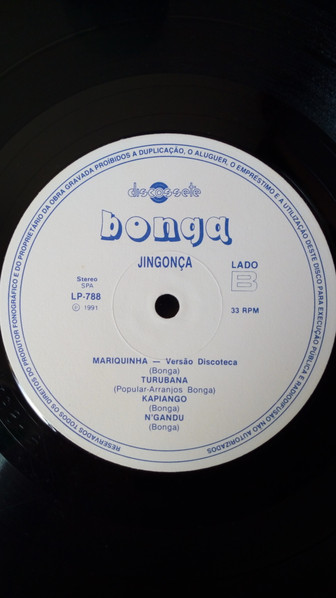 RESERVADOS TODOS OS DIREITOS DO PRODUTOR FONOGRÁFICO E DO PROPRIETÁRIO DA OBRA GRAVADA PROIBIDOS A DUPLICAÇÃO, O ALUGUER, O EMPRÉSTIMO E A UTILIZAÇÃO DESTE DISCO PARA EXECUÇÃO PÚBLICA E RADIODIFUSÃO NÃO AUTORIZADOS
discossete
bonga
JINGONÇA
LADO
B
Stereo
SPA
LP-788
℗ 1991
33 RPM
MARIQUINHA — Versão Discoteca
(Bonga)
TURUBANA
(Popular-Arranjos Bonga)
KAPIANGO
(Bonga)
N'GANDU
(Bonga)